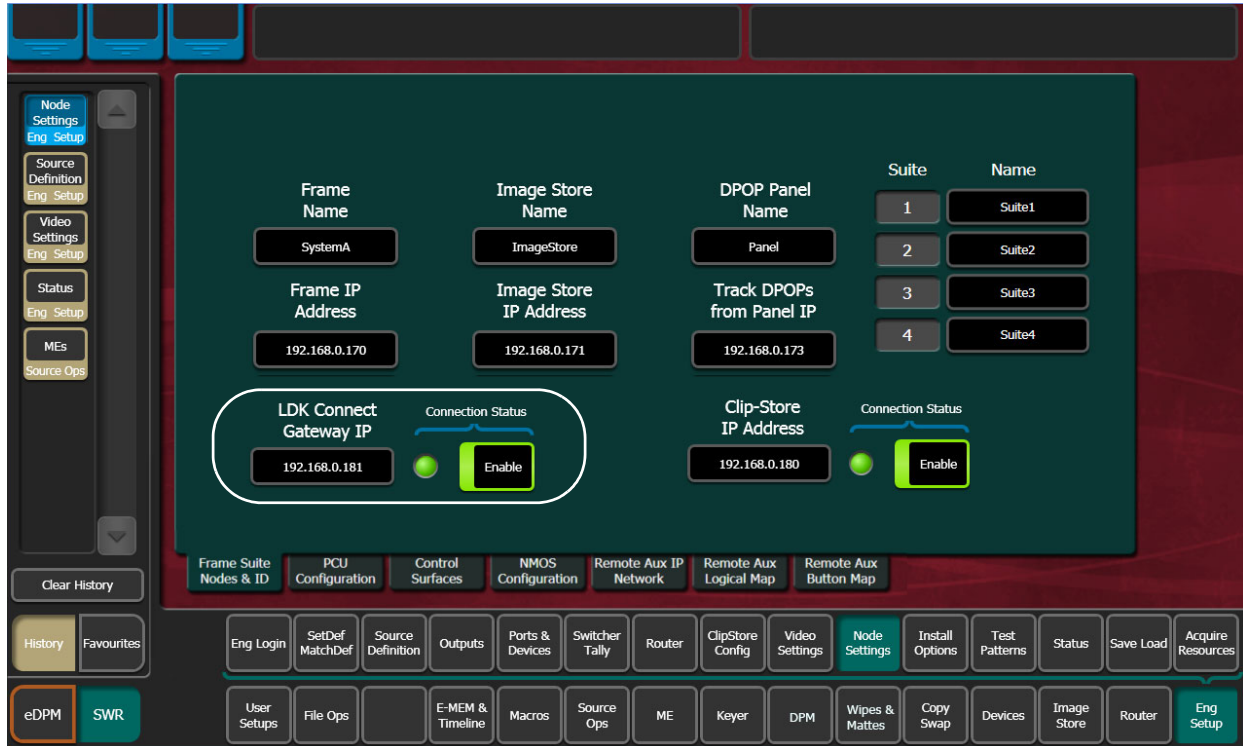 Node
Settings
Eng Setup
Source
Definition
Eng Setup
Video
Settings
Eng Setup
Status
Eng Setup
MEs
Source Ops
Clear History
History
Favourites
eDPM
SWR
Frame
Name
SystemA
Image Store
Name
ImageStore
DPOP Panel
Name
Panel
Suite
Name
1
Suite1
2
Suite2
3
Suite3
4
Suite4
Frame IP
Address
192.168.0.170
Image Store
IP Address
192.168.0.171
Track DPOPs
from Panel IP
192.168.0.173
LDK Connect
Gateway IP
192.168.0.181
Connection Status
Enable
Clip-Store
IP Address
192.168.0.180
Connection Status
Enable
Frame Suite
Nodes & ID
PCU
Configuration
Control
Surfaces
NMOS
Configuration
Remote Aux IP
Network
Remote Aux
Logical Map
Remote Aux
Button Map
Eng Login
SetDef
MatchDef
Source
Definition
Outputs
Ports &
Devices
Switcher
Tally
Router
ClipStore
Config
Video
Settings
Node
Settings
Install
Options
Test
Patterns
Status
Save Load
Acquire
Resources
User
Setups
File Ops
E-MEM &
Timeline
Macros
Source
Ops
ME
Keyer
DPM
Wipes &
Mattes
Copy
Swap
Devices
Image
Store
Router
Eng
Setup